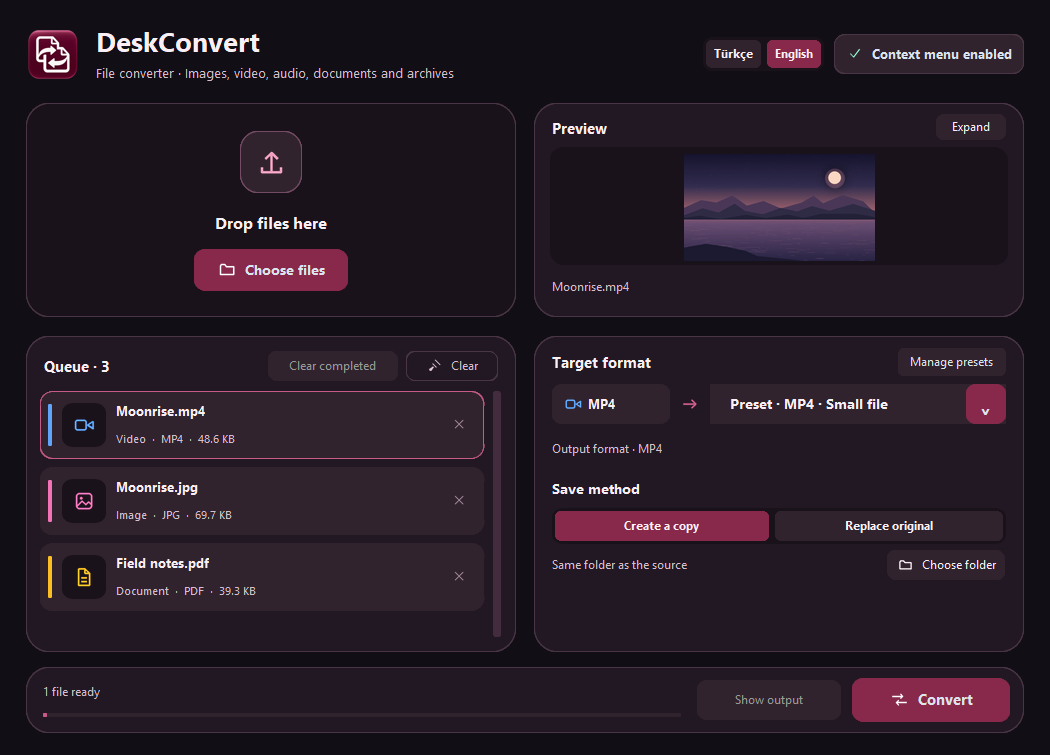 DeskConvert
File converter · Images, video, audio, documents and archives
Türkçe
English
✓ Context menu enabled
Drop files here
Choose files
Preview
Expand
Moonrise.mp4
Queue · 3
Clear completed
Clear
Moonrise.mp4
Video · MP4 · 48.6 KB
Moonrise.jpg
Image · JPG · 69.7 KB
Field notes.pdf
Document · PDF · 39.3 KB
Target format
Manage presets
MP4
→
Preset · MP4 · Small file
v
Output format · MP4
Save method
Create a copy
Replace original
Same folder as the source
Choose folder
1 file ready
Show output
Convert